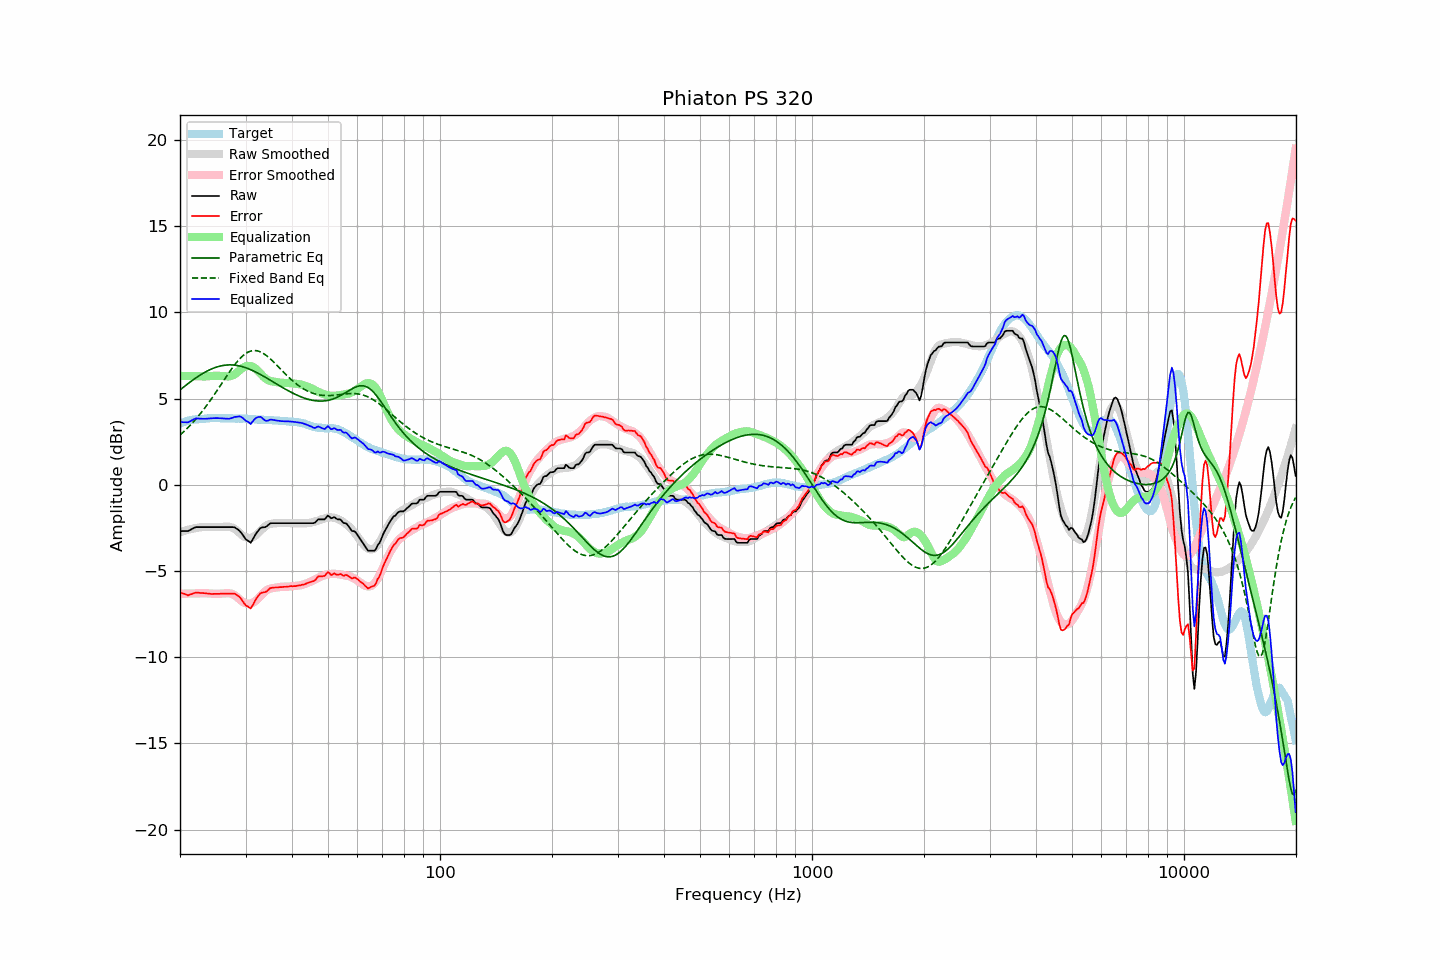 Phiaton PS 320
Target
Raw Smoothed
Error Smoothed
Raw
Error
Equalization
Parametric Eq
Fixed Band Eq
Equalized
20
15
10
5
0
−5
−10
−15
−20
Amplitude (dBr)
100
1000
10000
Frequency (Hz)